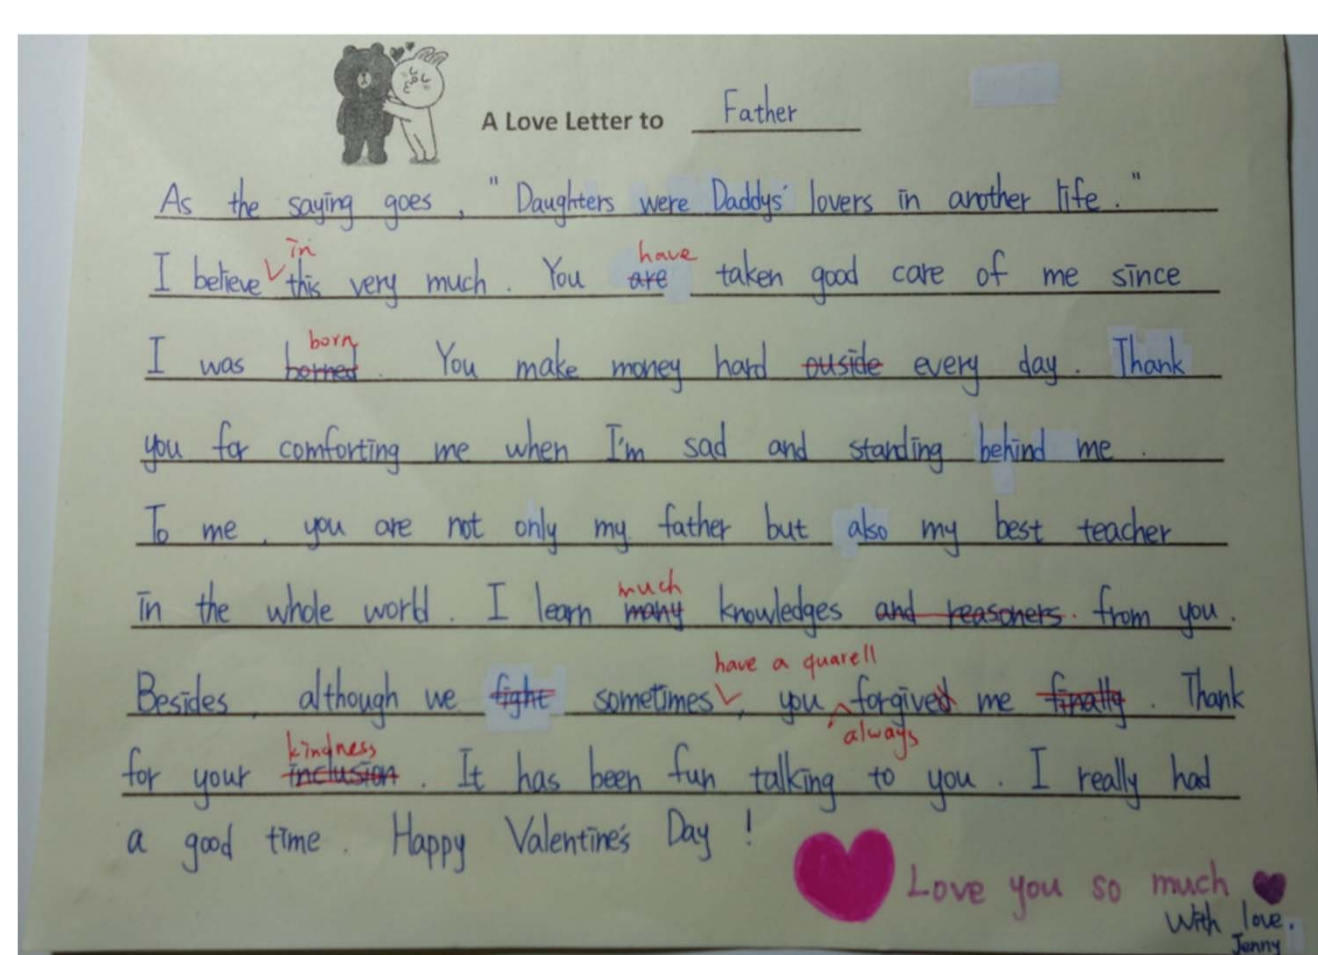 A Love Letter to Father
As the saying goes, "Daughters were Daddys' lovers in another life."
in have
I believe this very much. You are taken good care of me since
born
I was borned. You make money hard ouside every day. Thank
you for comforting me when I'm sad and standing behind me.
To me, you are not only my father but also my best teacher
much
in the whole world. I learn many knowledges and reasoners. from you.
have a quarell
Besides, although we fight sometimes, you forgived me finally. Thank
kindness always
for your inclusion. It has been fun talking to you. I really had
a good time. Happy Valentine's Day!
Love you so much
With love,
Jenny